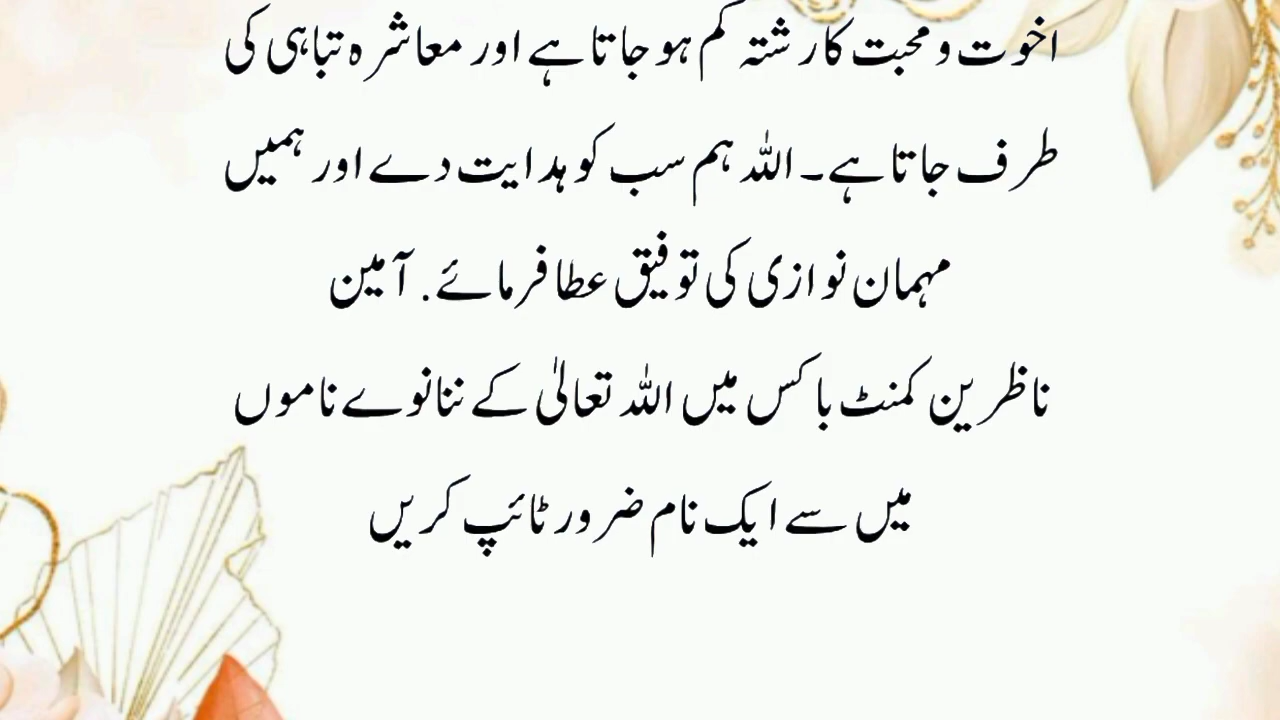 اخوت و محبت کا رشتہ کم ہو جاتا ہے اور معاشرہ تباہی کی
طرف جاتا ہے۔ اللہ ہم سب کو ہدایت دے اور ہمیں
مہمان نوازی کی توفیق عطا فرمائے. آمین
ناظرین کمنٹ باکس میں اللہ تعالیٰ کے ننانوے ناموں
میں سے ایک نام ضرور ٹائپ کریں